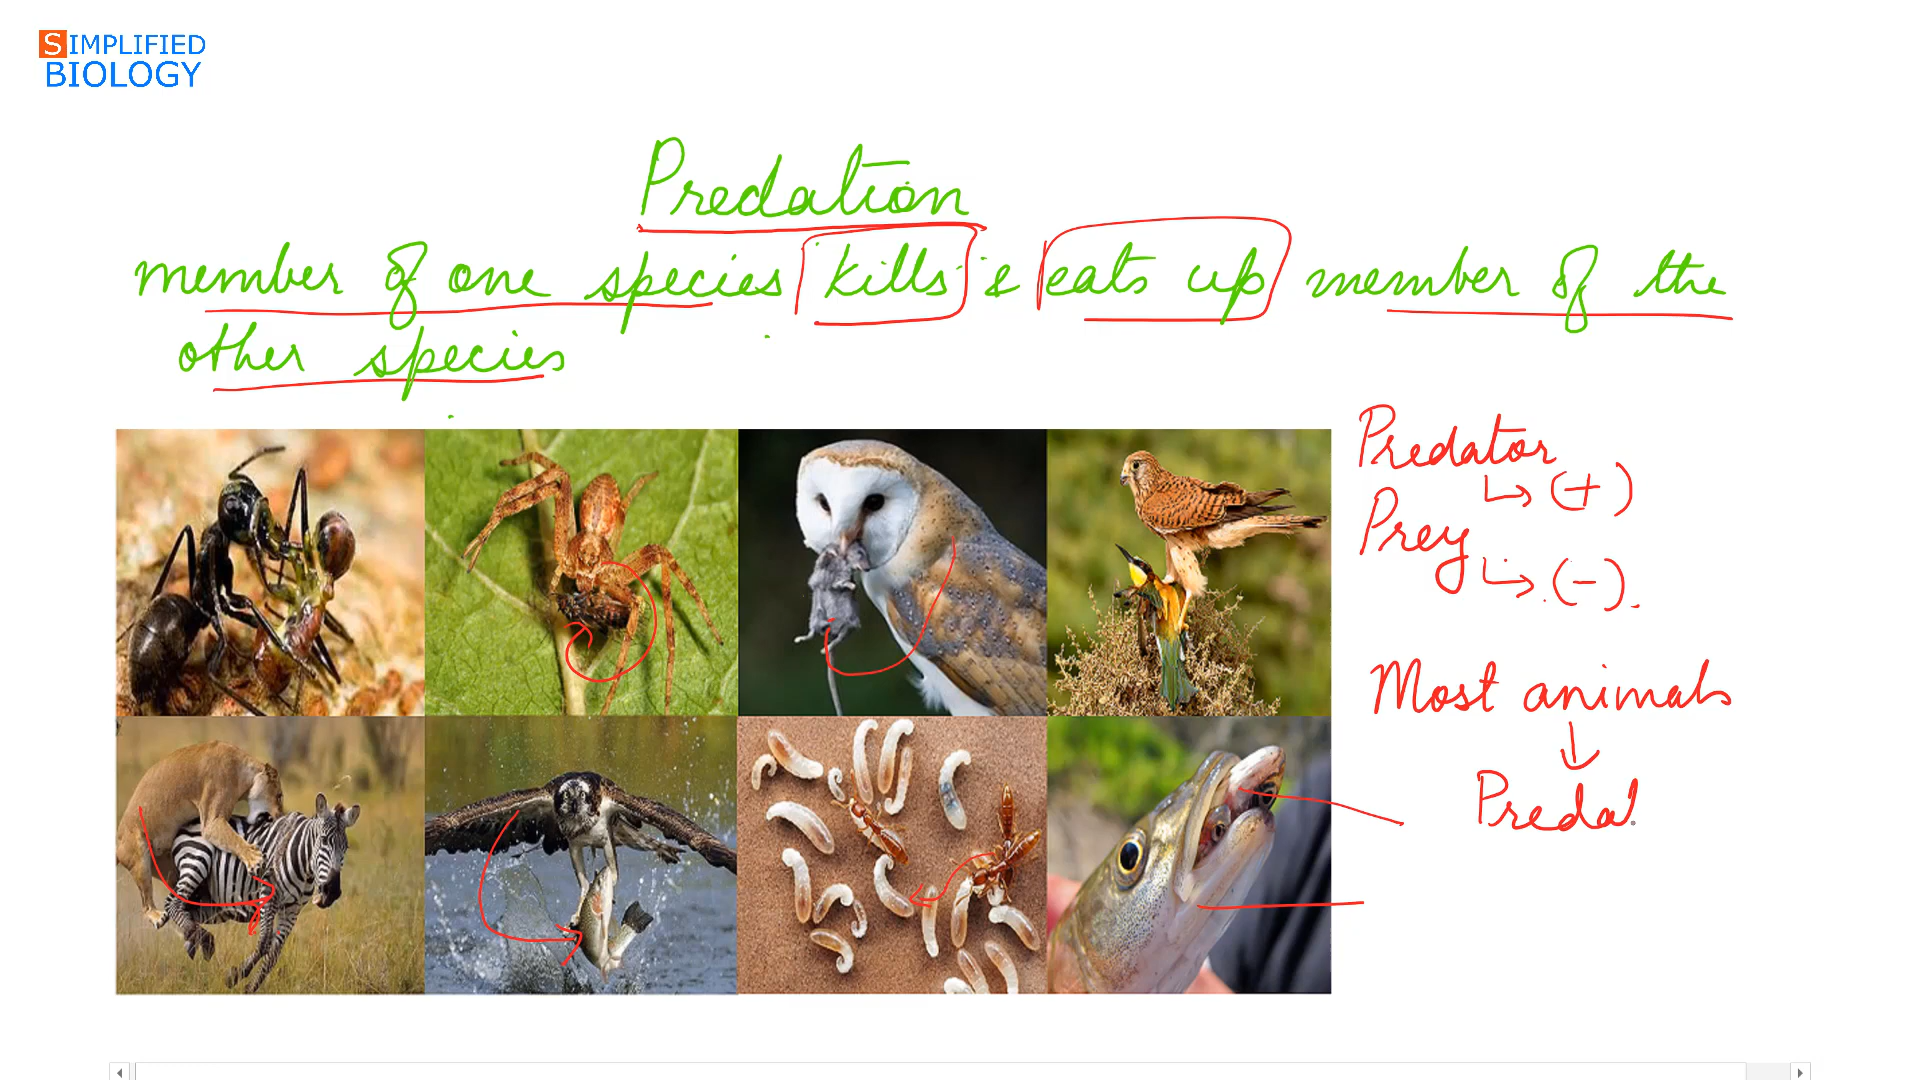 SIMPLIFIED
BIOLOGY
Predation
member of one species kills & eats up member of the
other species
Predator
↳ (+)
Prey
↳ (-)
Most animals
↓
Predat